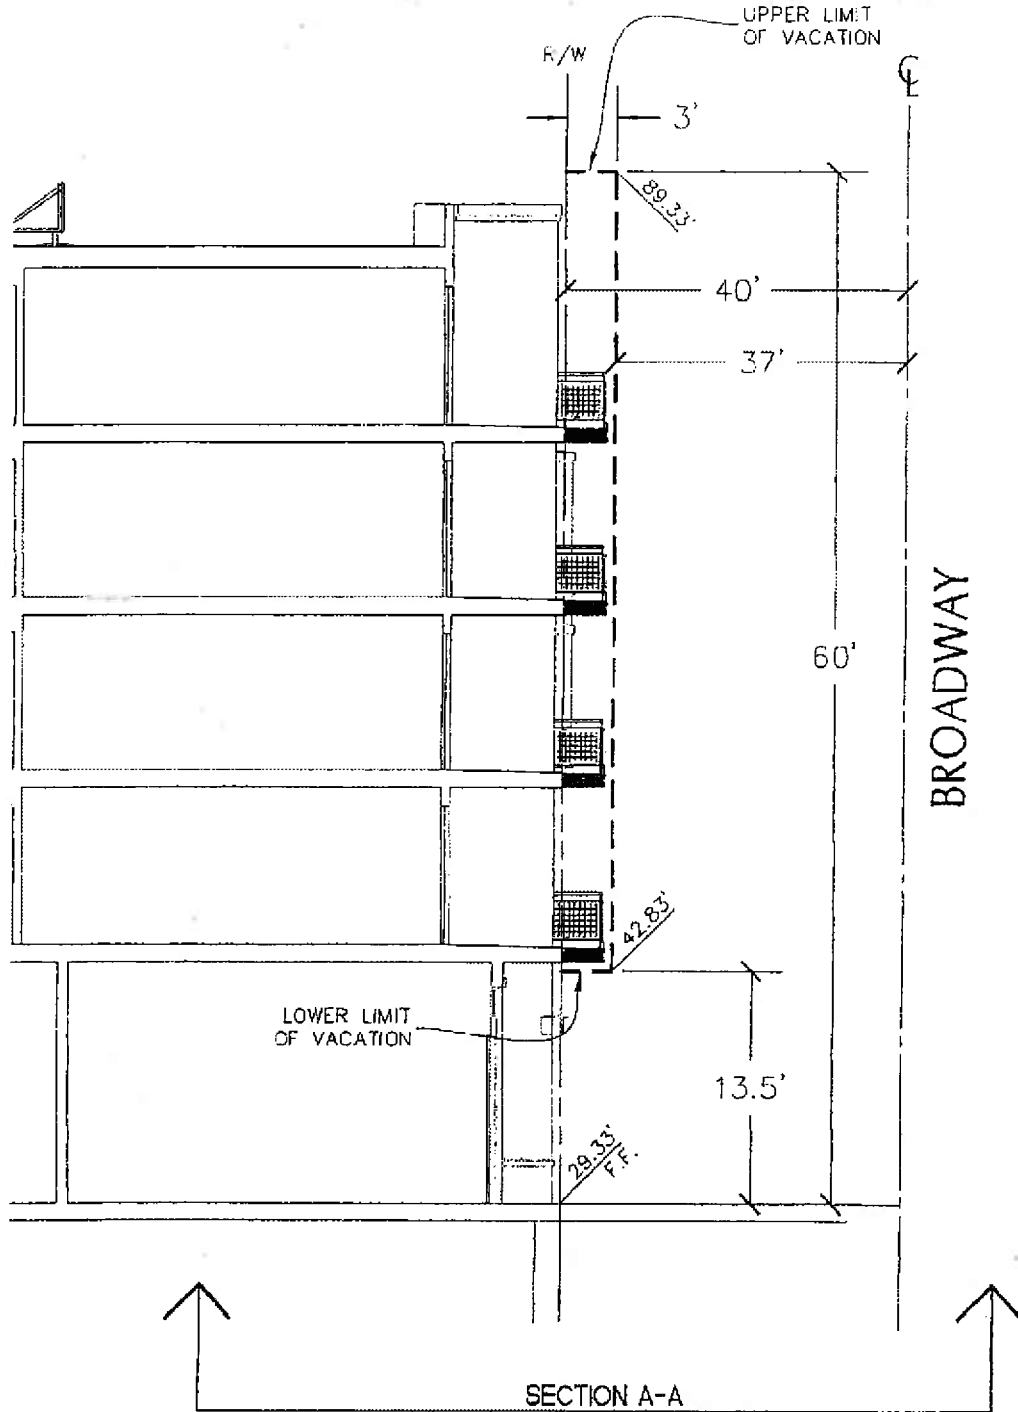 UPPER LIMIT
OF VACATION
R/W
℄
3'
89.33'
40'
37'
60'
BROADWAY
42.83'
LOWER LIMIT
OF VACATION
13.5'
29.33'
F.F.
SECTION A-A